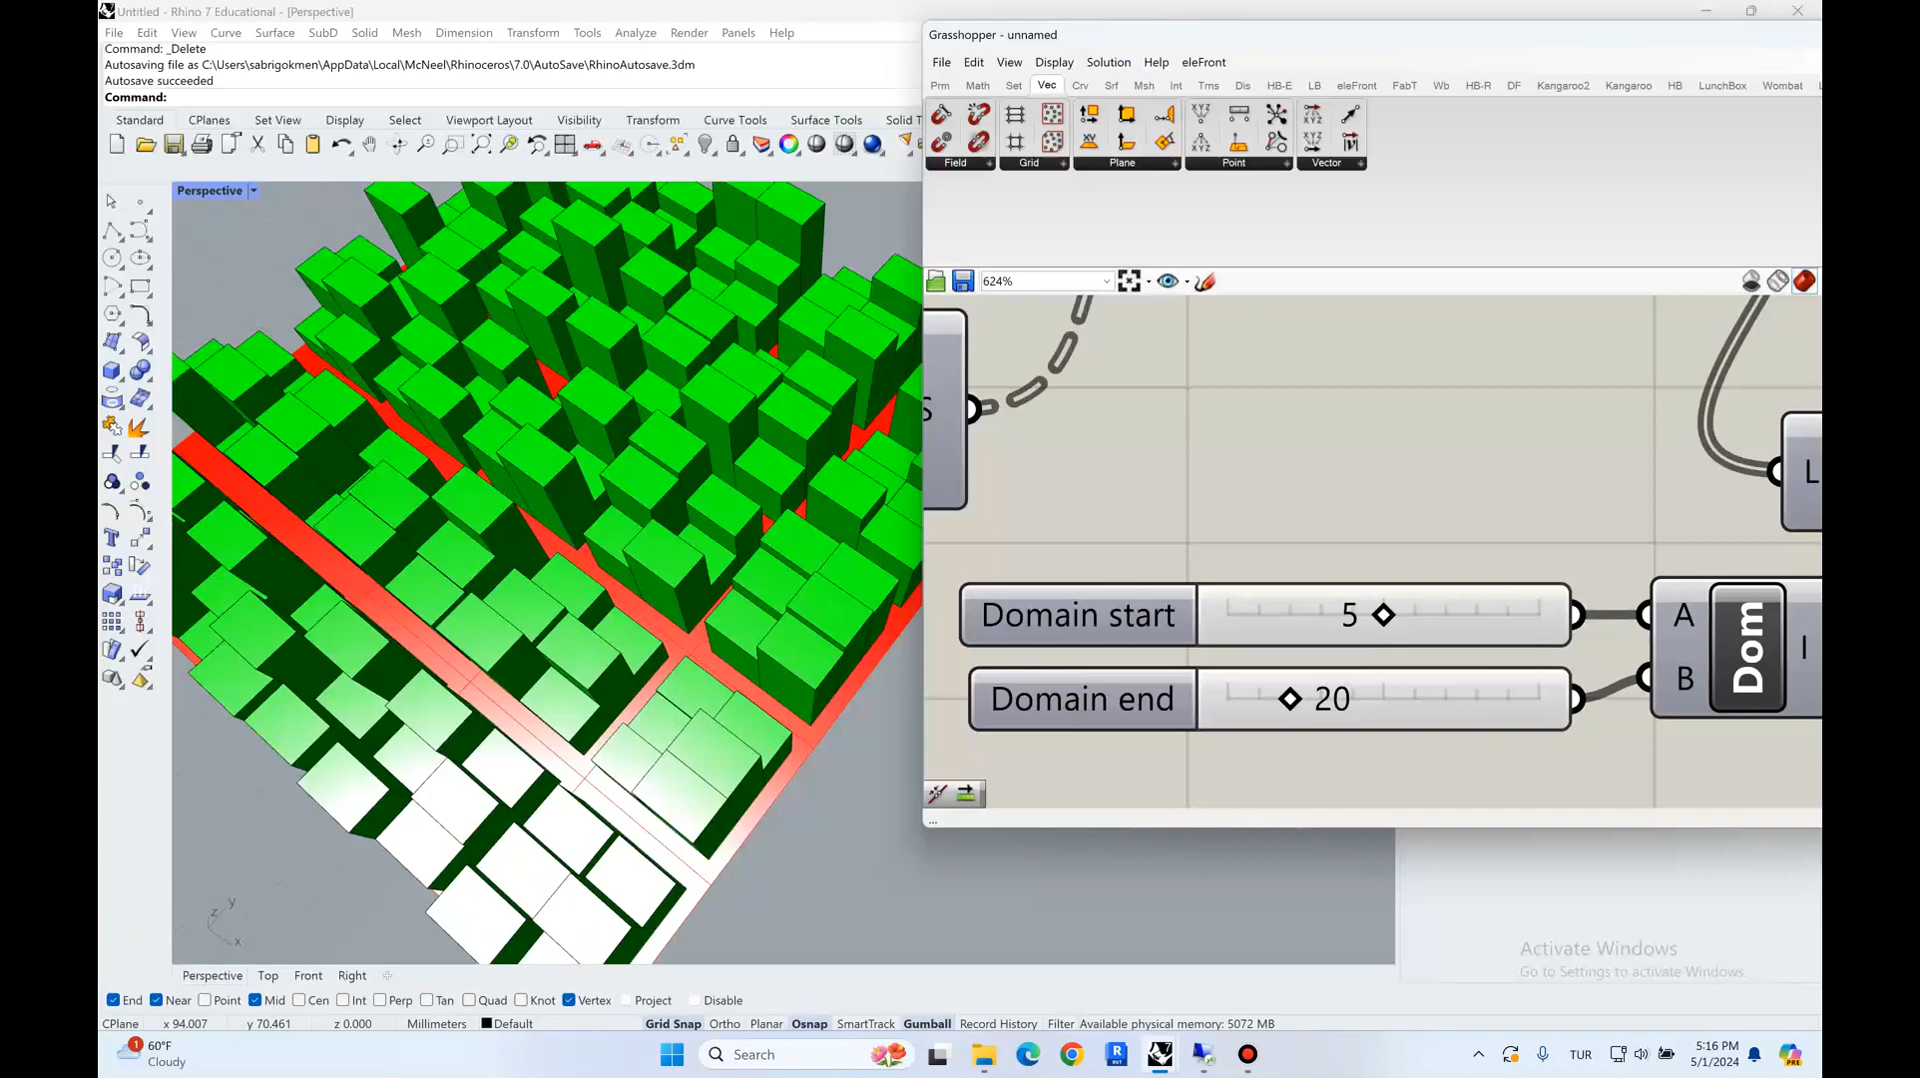 Untitled - Rhino 7 Educational - [Perspective]
File Edit View Curve Surface SubD Solid Mesh Dimension Transform Tools Analyze Render Panels Help
Command: _Delete
Autosaving file as C:\Users\sabrigokmen\AppData\Local\McNeel\Rhinoceros\7.0\AutoSave\RhinoAutosave.3dm
Autosave succeeded
Command:
Standard CPlanes Set View Display Select Viewport Layout Visibility Transform Curve Tools Surface Tools Solid T
Perspective
Grasshopper - unnamed
File Edit View Display Solution Help eleFront
Prm Math Set Vec Crv Srf Msh Int Trns Dis HB-E LB eleFront FabT Wb HB-R DF Kangaroo2 Kangaroo HB LunchBox Wombat
Field Grid Plane Point Vector
624%
S
L
Domain start 5
Domain end 20
A
B
Dom
I
...
z y
x
Activate Windows
Go to Settings to activate Windows.
Perspective Top Front Right
End Near Point Mid Cen Int Perp Tan Quad Knot Vertex Project Disable
CPlane x 94.007 y 70.461 z 0.000 Millimeters Default Grid Snap Ortho Planar Osnap SmartTrack Gumball Record History Filter Available physical memory: 5072 MB
1
60°F
Cloudy
Search
R
RVT
TUR
5:16 PM
5/1/2024
PRE